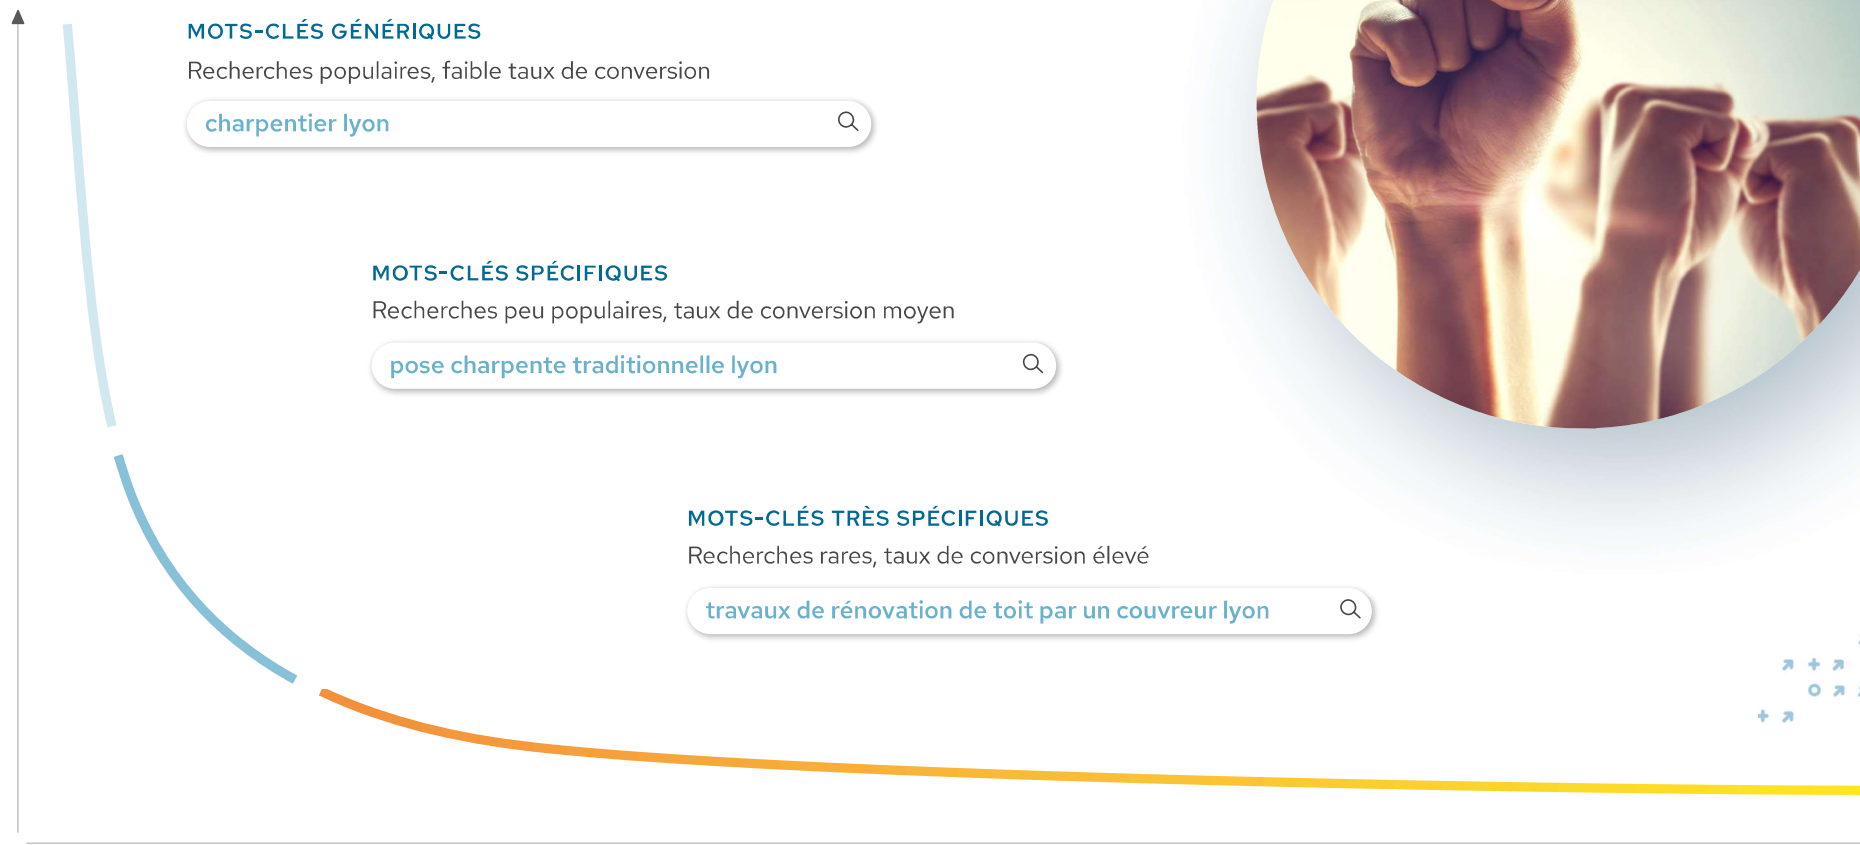 MOTS-CLÉS GÉNÉRIQUES
Recherches populaires, faible taux de conversion
charpentier lyon
MOTS-CLÉS SPÉCIFIQUES
Recherches peu populaires, taux de conversion moyen
pose charpente traditionnelle lyon
MOTS-CLÉS TRÈS SPÉCIFIQUES
Recherches rares, taux de conversion élevé
travaux de rénovation de toit par un couvreur lyon